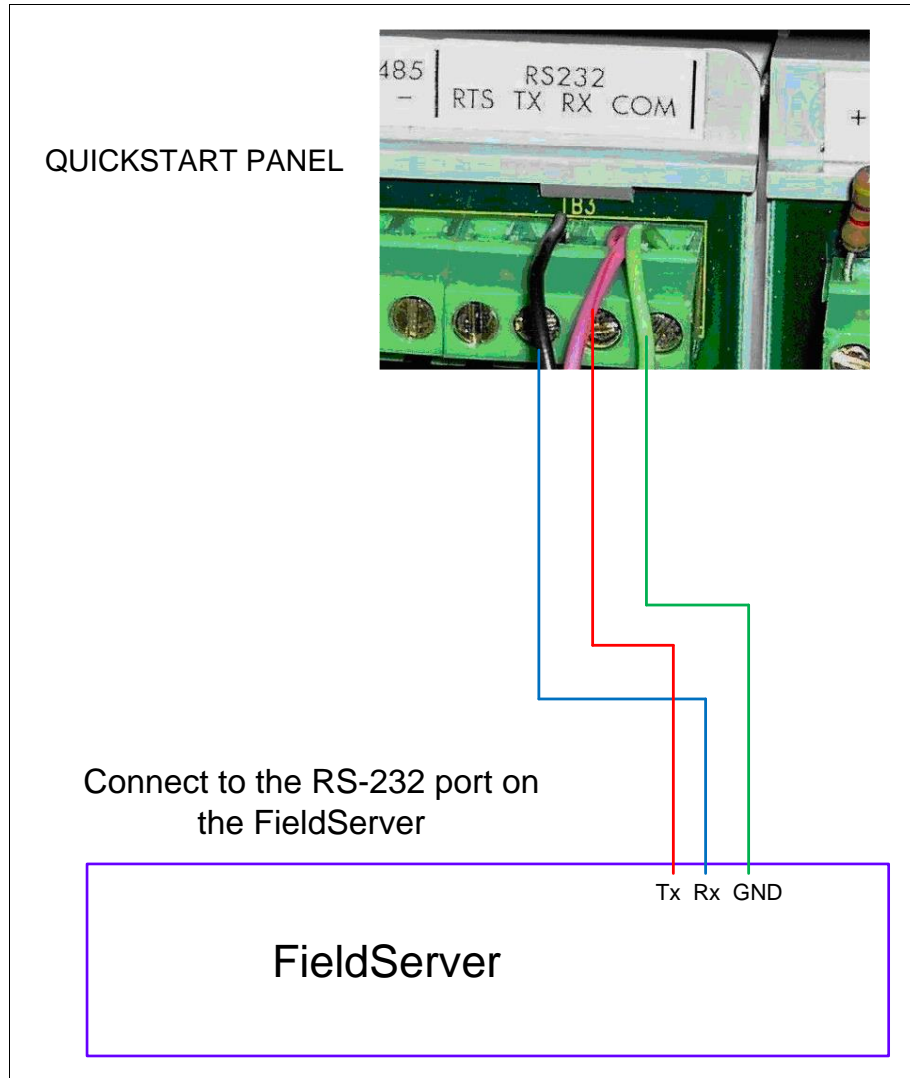 485
-
RS232
RTS TX RX COM
+
QUICKSTART PANEL
TB3
Connect to the RS-232 port on
the FieldServer
Tx Rx GND
FieldServer